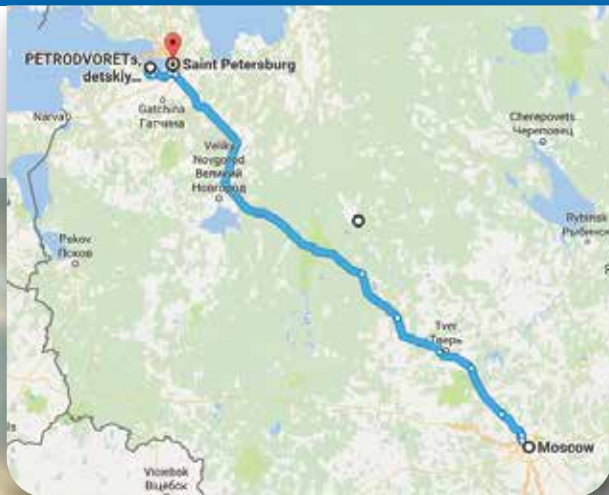 PETRODVORETs,
detskiy...
Saint Petersburg
Gatchina
Гатчина
Narva
Veliky
Novgorod
Великий
Новгород
Cherepovets
Череповец
Rybinsk
Рыбинск
Pskov
Псков
Tver
Тверь
Moscow
Viciebsk
Віцебск